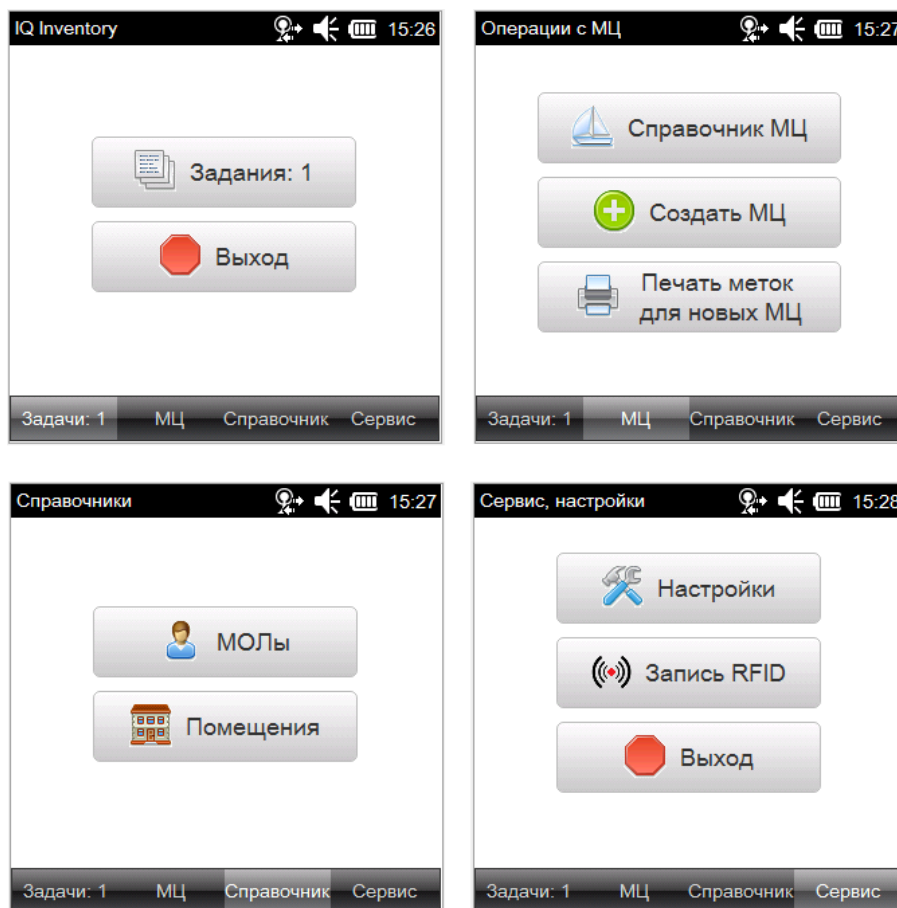 IQ Inventory 15:26
Задания: 1
Выход
Задачи: 1 МЦ Справочник Сервис
Операции с МЦ 15:27
Справочник МЦ
Создать МЦ
Печать меток
для новых МЦ
Задачи: 1 МЦ Справочник Сервис
Справочники 15:27
МОЛы
Помещения
Задачи: 1 МЦ Справочник Сервис
Сервис, настройки 15:28
Настройки
Запись RFID
Выход
Задачи: 1 МЦ Справочник Сервис